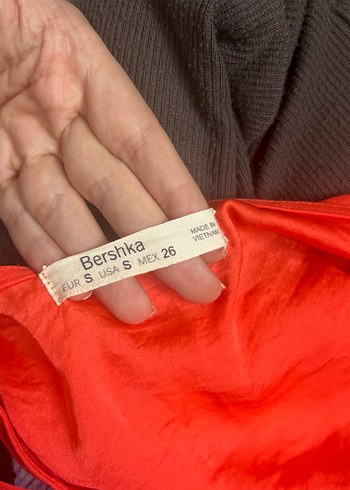 Bershka
EUR S USA S MEX 26
MADE IN
VIETNAM